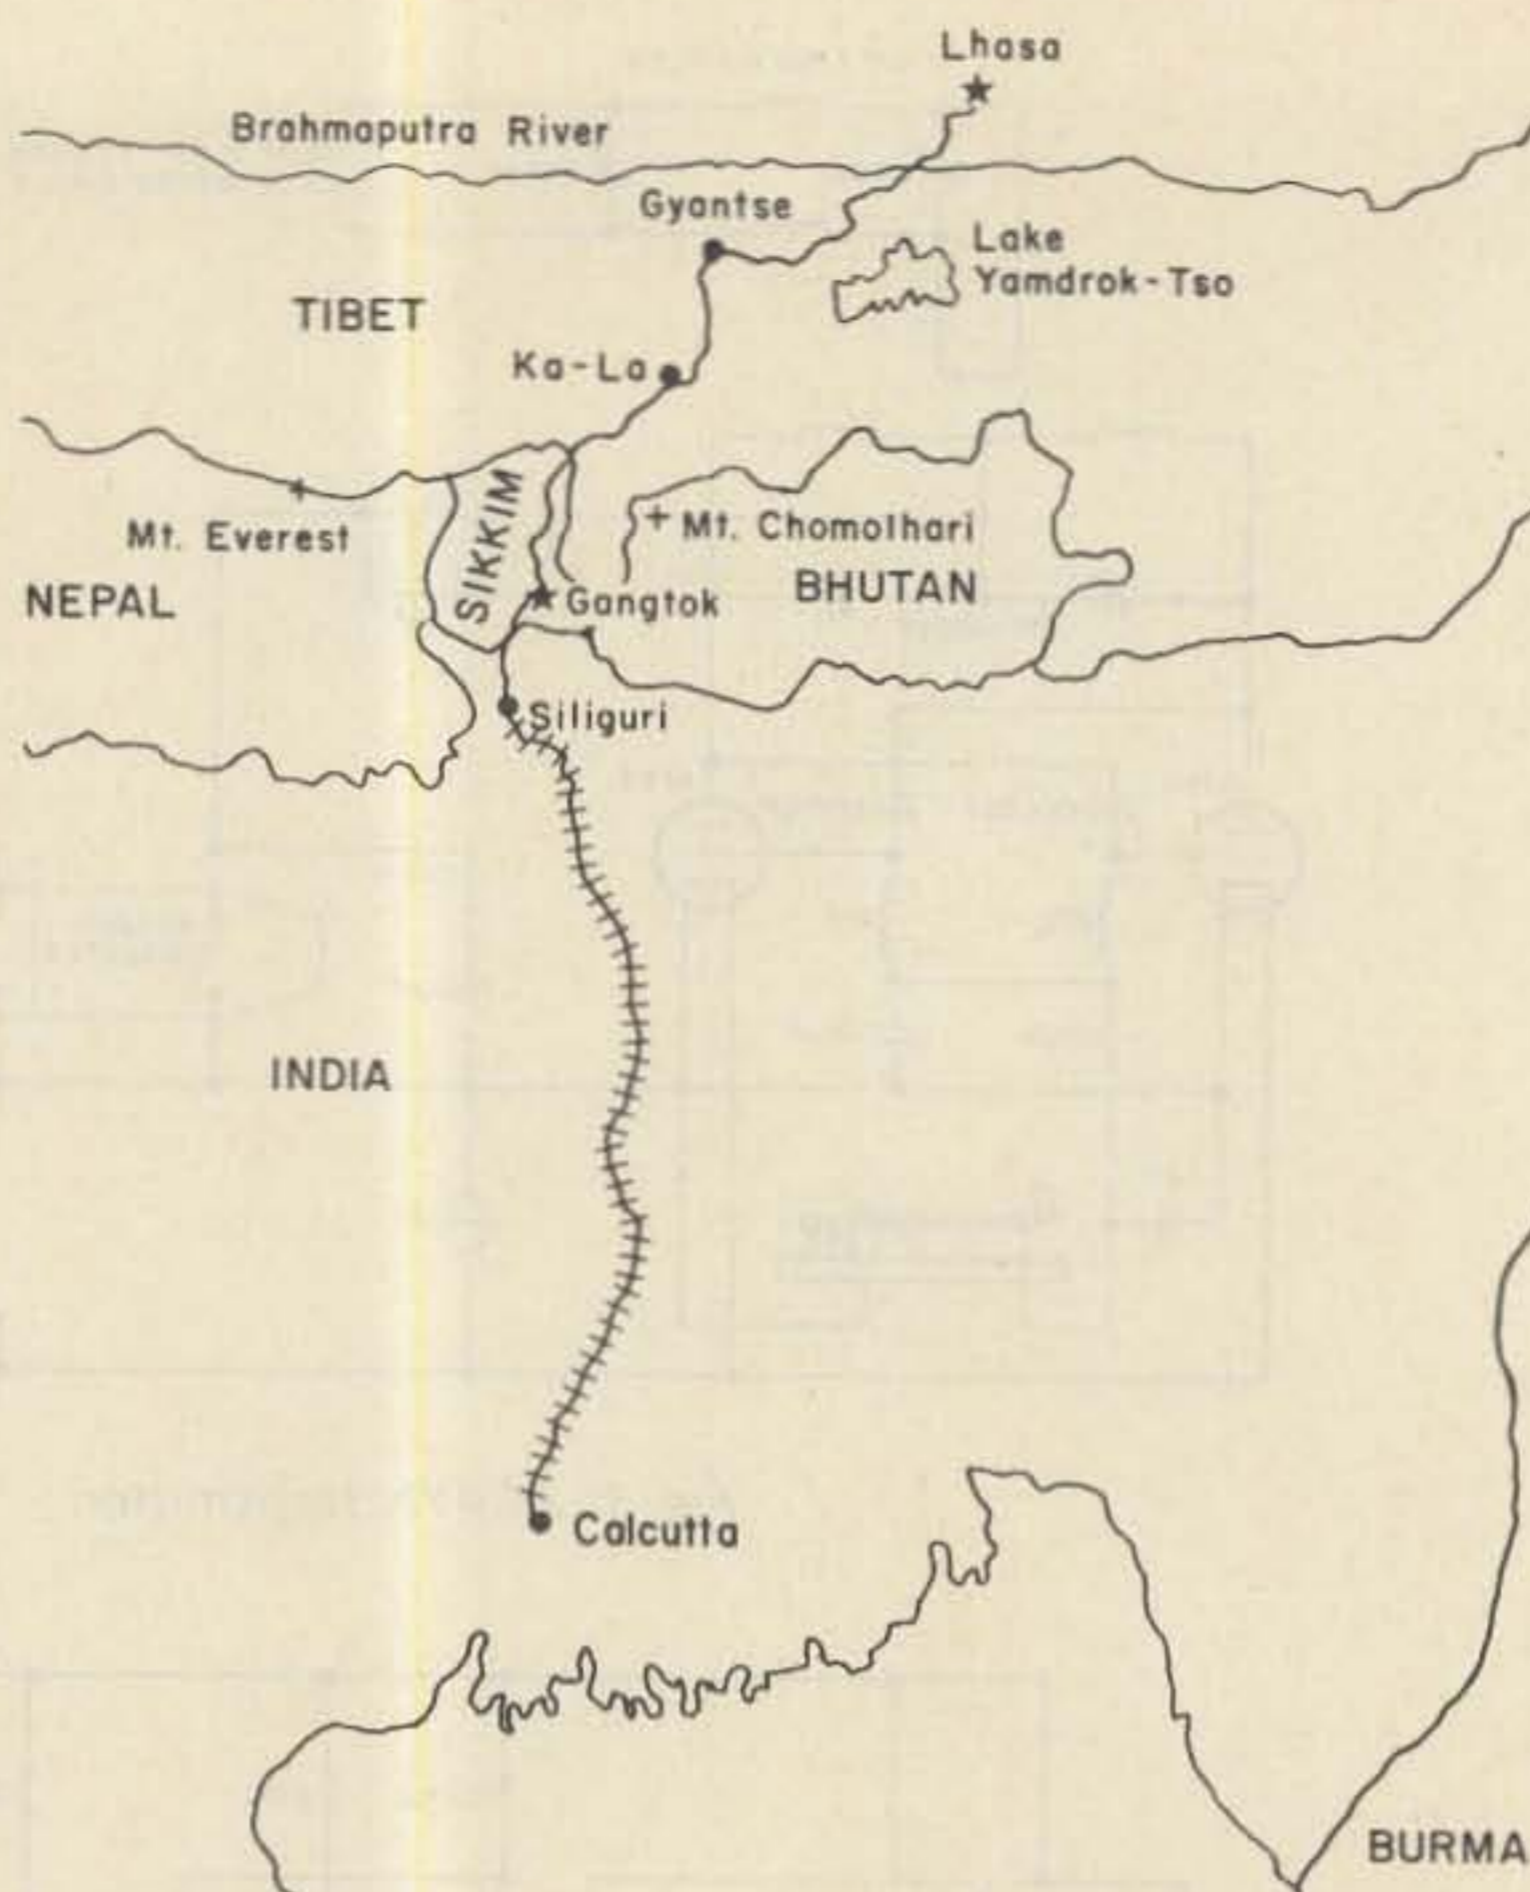 Lhasa
Brahmaputra River
Gyantse
Lake
Yamdrok-Tso
TIBET
Ka-La
SIKKIM
Mt. Everest
Mt. Chomolhari
NEPAL
Gangtok
BHUTAN
Siliguri
INDIA
Calcutta
BURMA